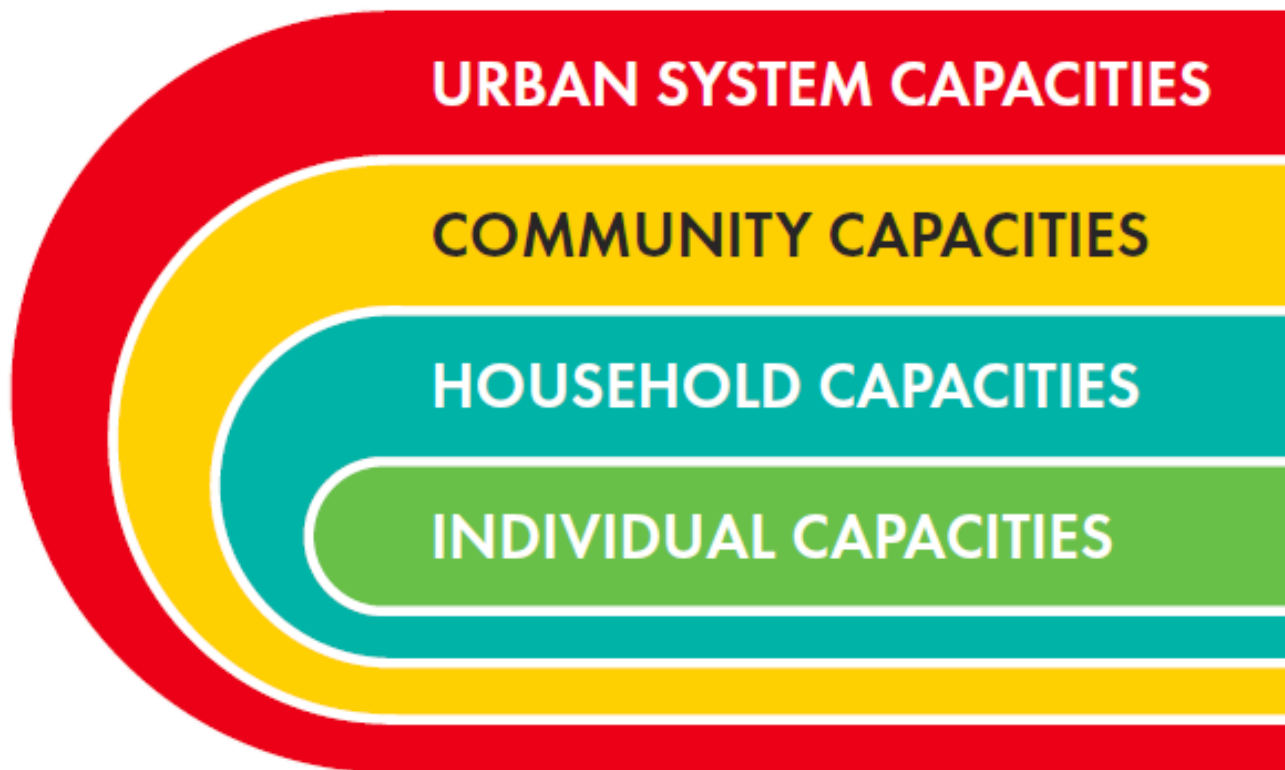 URBAN SYSTEM CAPACITIES
COMMUNITY CAPACITIES
HOUSEHOLD CAPACITIES
INDIVIDUAL CAPACITIES